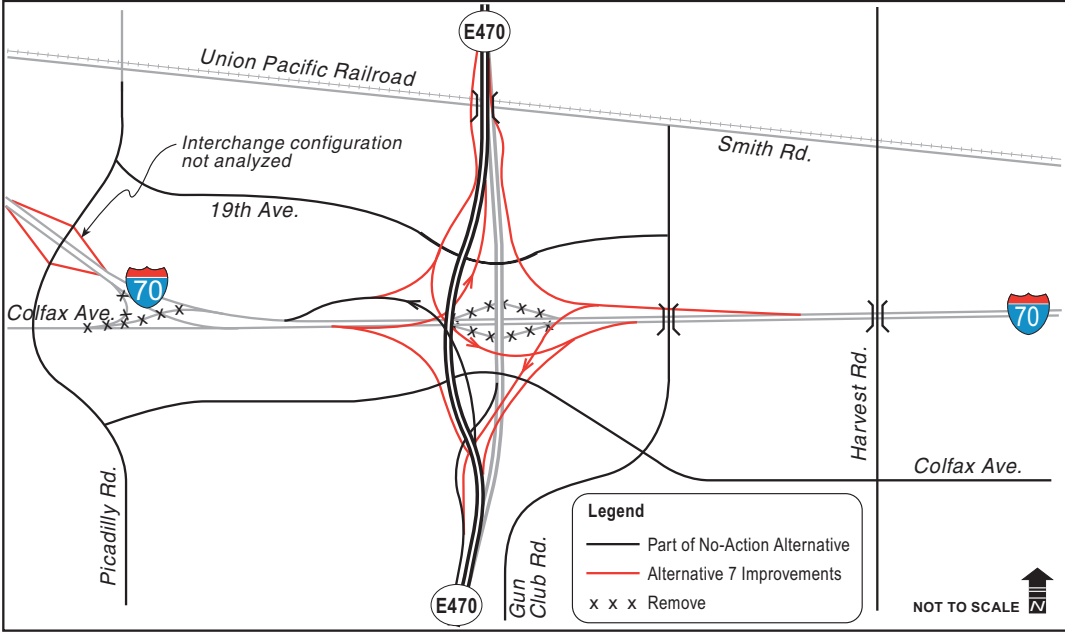 E470
Union Pacific Railroad
Smith Rd.
Interchange configuration
not analyzed
19th Ave.
70
Colfax Ave.
70
Harvest Rd.
Colfax Ave.
Picadilly Rd.
Gun
Club Rd.
Legend
Part of No-Action Alternative
Alternative 7 Improvements
x x x Remove
E470
NOT TO SCALE
N